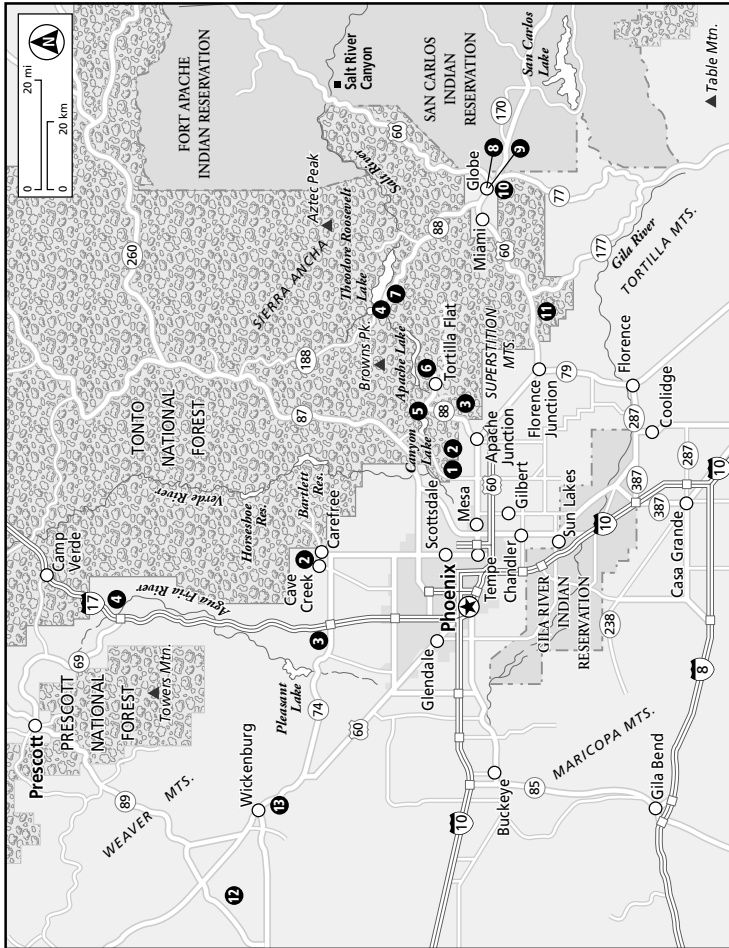 N
20 mi
20 km
Prescott
PRESCOTT
NATIONAL
FOREST
Towers Mtn.
69
89
WEAVER MTS.
12
Wickenburg
13
Camp
Verde
17
4
Agua Fria River
Pleasant
Lake
74
3
60
Verde River
Horseshoe
Res.
Bartlett
Res.
Cave
Creek
2
Carefree
TONTO
NATIONAL
FOREST
87
188
260
SIERRA ANCHA
Aztec Peak
Theodore Roosevelt
Lake
4
7
Browns Pk.
Apache Lake
6
Tortilla Flat
5
Canyon
Lake
88
3
1
2
SUPERSTITION
MTS.
FORT APACHE
INDIAN RESERVATION
Salt River
Canyon
Salt River
60
SAN CARLOS
INDIAN
RESERVATION
San Carlos
Lake
170
8
9
Globe
10
Miami
88
60
77
177
11
Gila River
TORTILLA MTS.
Table Mtn.
Scottsdale
Mesa
Apache
Junction
Florence
Junction
79
Florence
287
Coolidge
60
Gilbert
Sun Lakes
Chandler
Tempe
Phoenix
Glendale
GILA RIVER
INDIAN
RESERVATION
10
387
387
287
10
Casa Grande
238
8
MARICOPA MTS.
Gila Bend
85
Buckeye
10